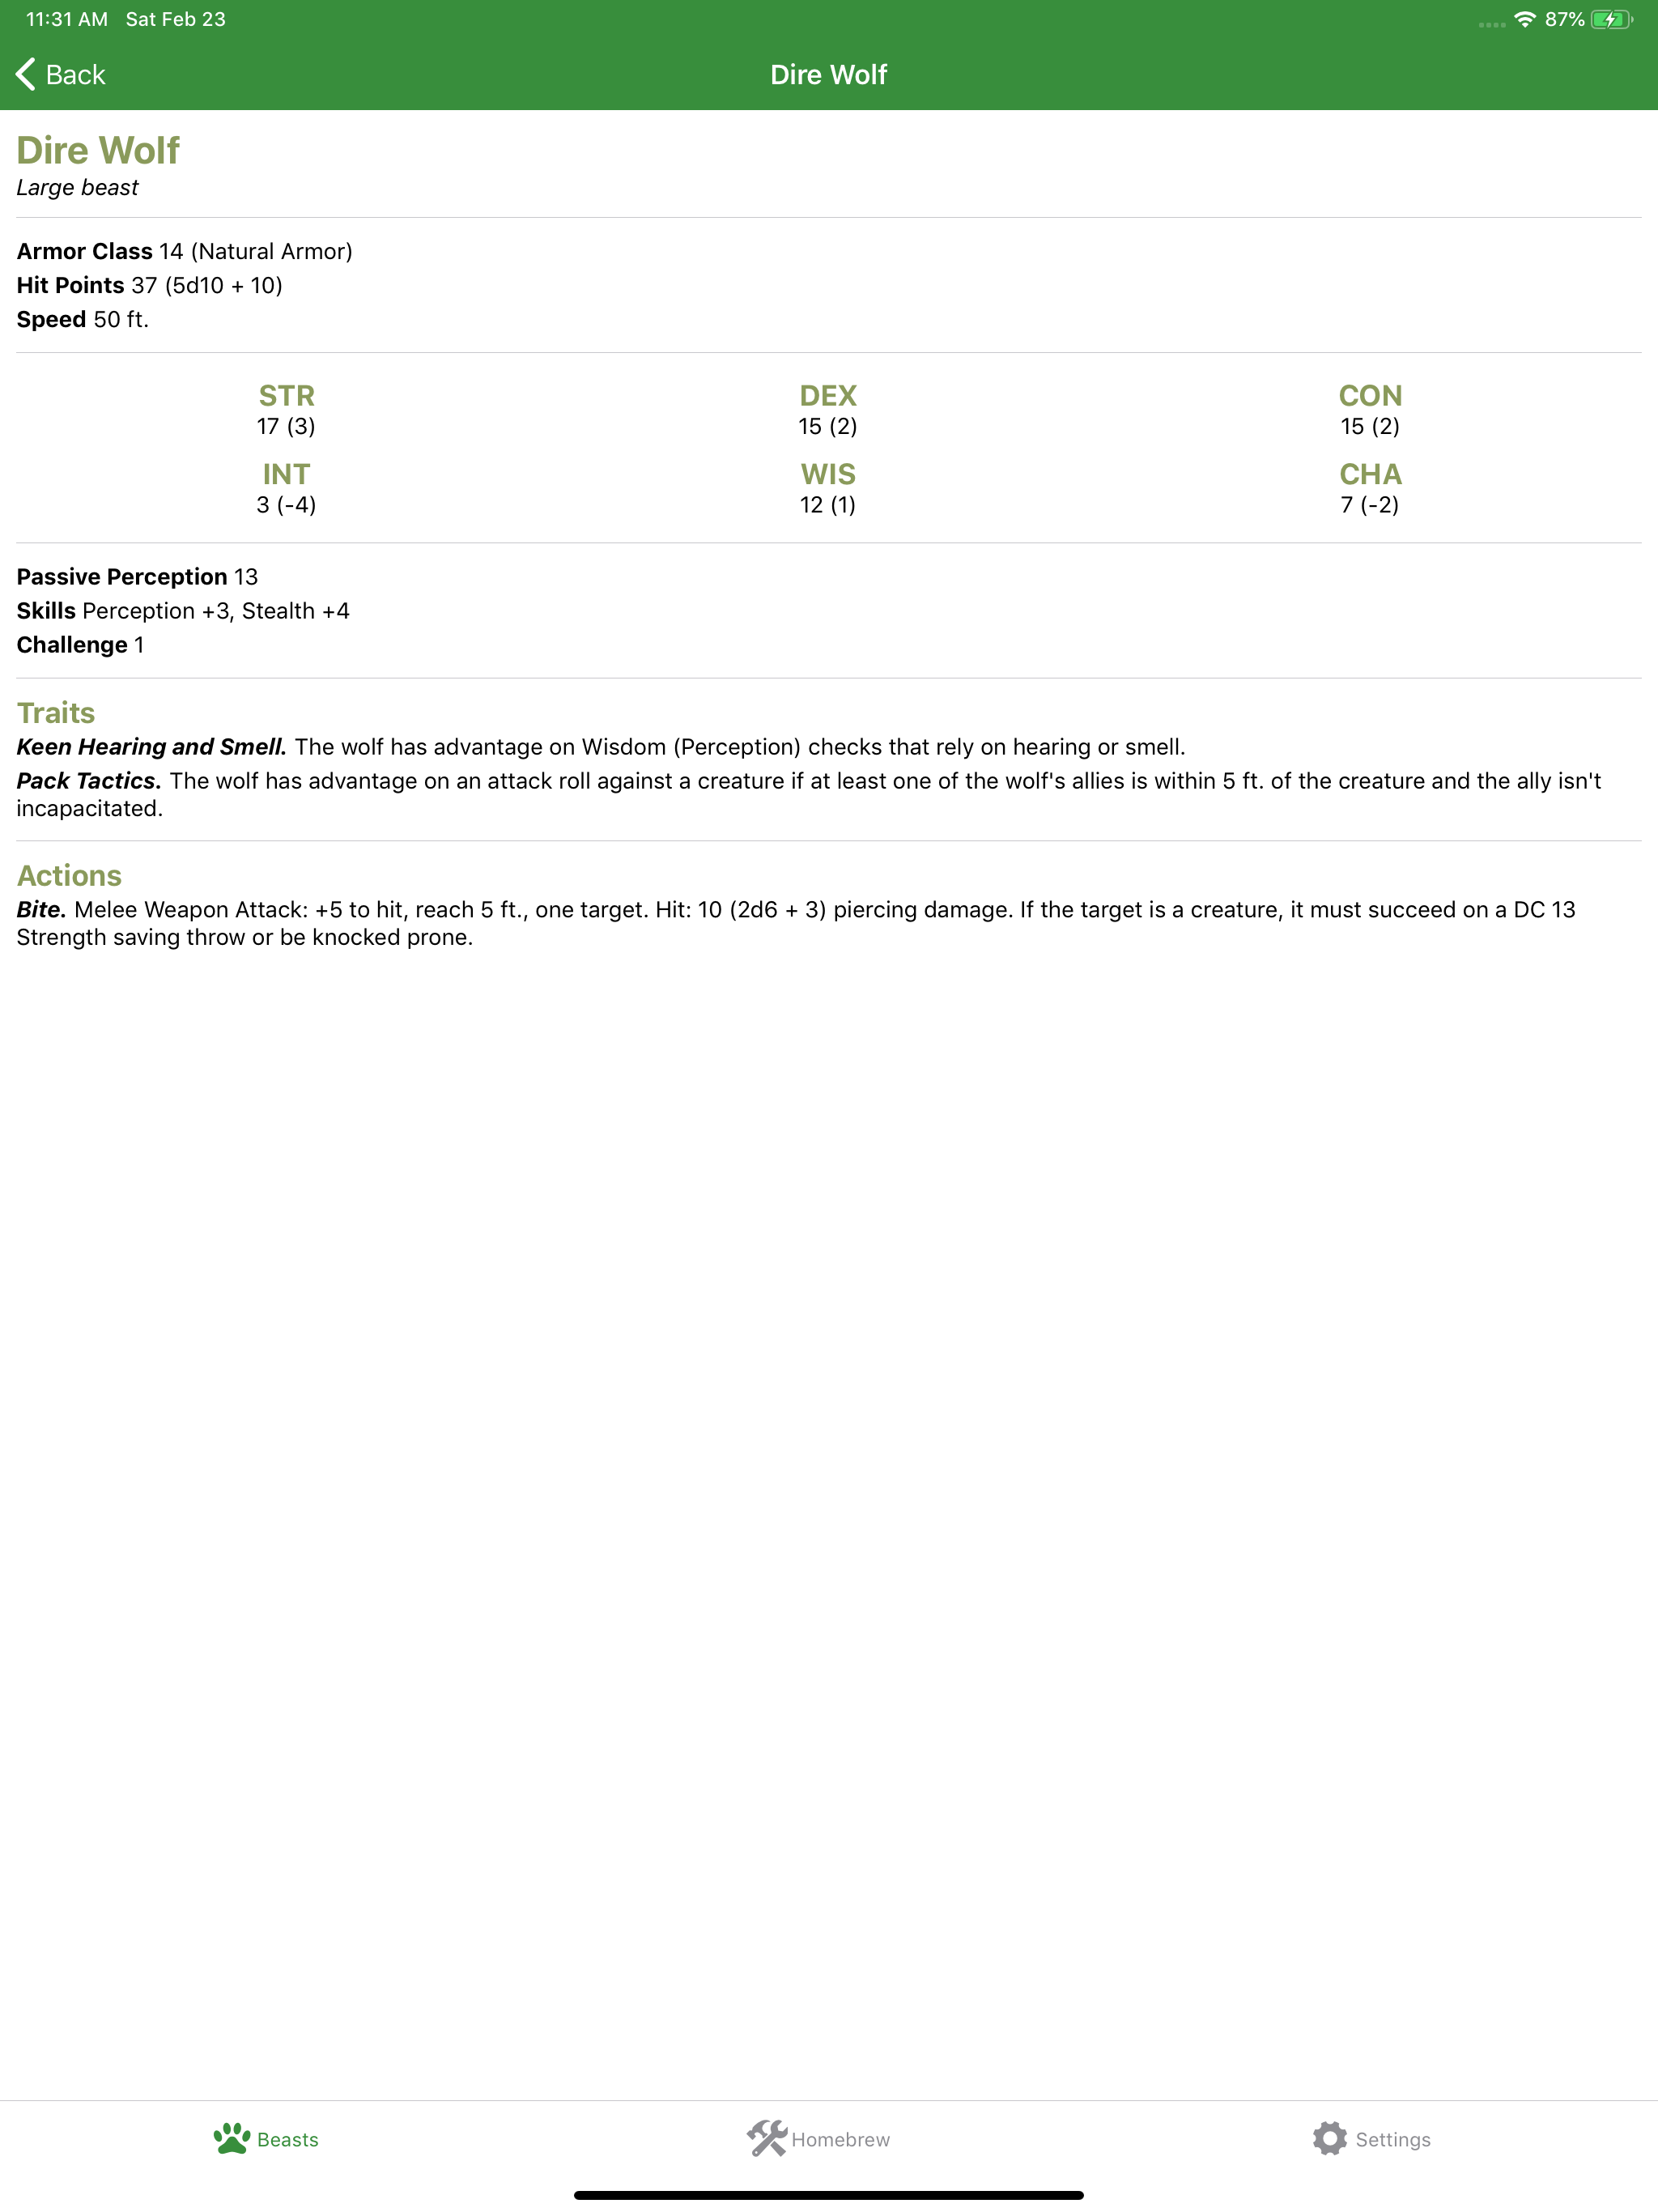 11:31 AM Sat Feb 23 87%
Back Dire Wolf
Dire Wolf
Large beast
Armor Class 14 (Natural Armor)
Hit Points 37 (5d10 + 10)
Speed 50 ft.
STR DEX CON
17 (3) 15 (2) 15 (2)
INT WIS CHA
3 (-4) 12 (1) 7 (-2)
Passive Perception 13
Skills Perception +3, Stealth +4
Challenge 1
Traits
Keen Hearing and Smell. The wolf has advantage on Wisdom (Perception) checks that rely on hearing or smell.
Pack Tactics. The wolf has advantage on an attack roll against a creature if at least one of the wolf's allies is within 5 ft. of the creature and the ally isn't
incapacitated.
Actions
Bite. Melee Weapon Attack: +5 to hit, reach 5 ft., one target. Hit: 10 (2d6 + 3) piercing damage. If the target is a creature, it must succeed on a DC 13
Strength saving throw or be knocked prone.
Beasts Homebrew Settings